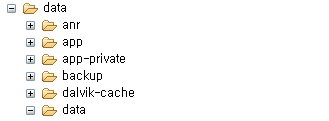 data
anr
app
app-private
backup
dalvik-cache
data